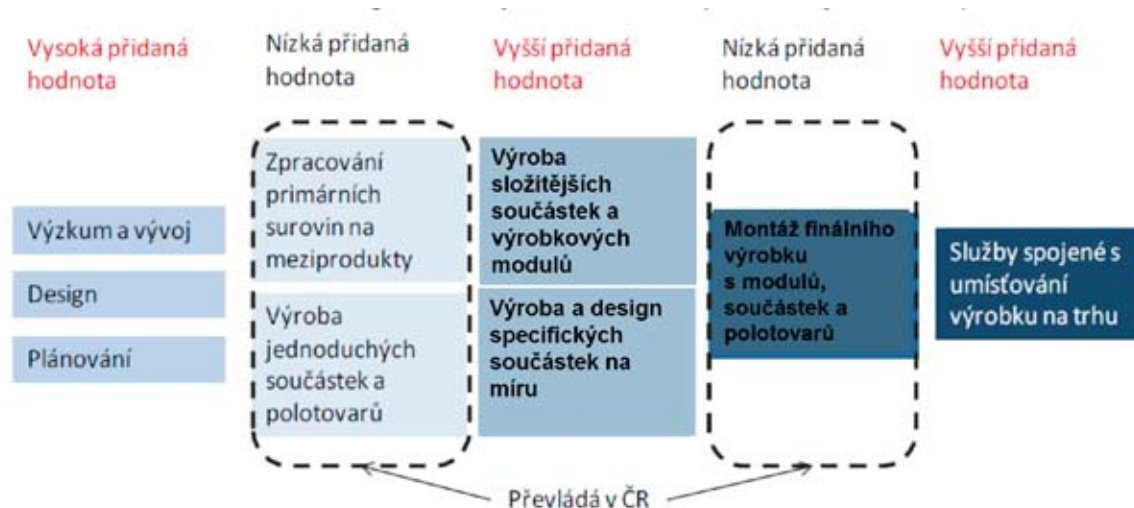 Vysoká přidaná
hodnota
Nízká přidaná
hodnota
Vyšší přidaná
hodnota
Nízká přidaná
hodnota
Vyšší přidaná
hodnota
Výzkum a vývoj
Design
Plánování
Zpracování
primárních
surovin na
meziprodukty
Výroba
jednoduchých
součástek a
polotovarů
Výroba
složitějších
součástek a
výrobkových
modulů
Výroba a design
specifických
součástek na
míru
Montáž finálního
výrobku
s modulů,
součástek a
polotovarů
Služby spojené s
umísťování
výrobku na trhu
Převládá v ČR